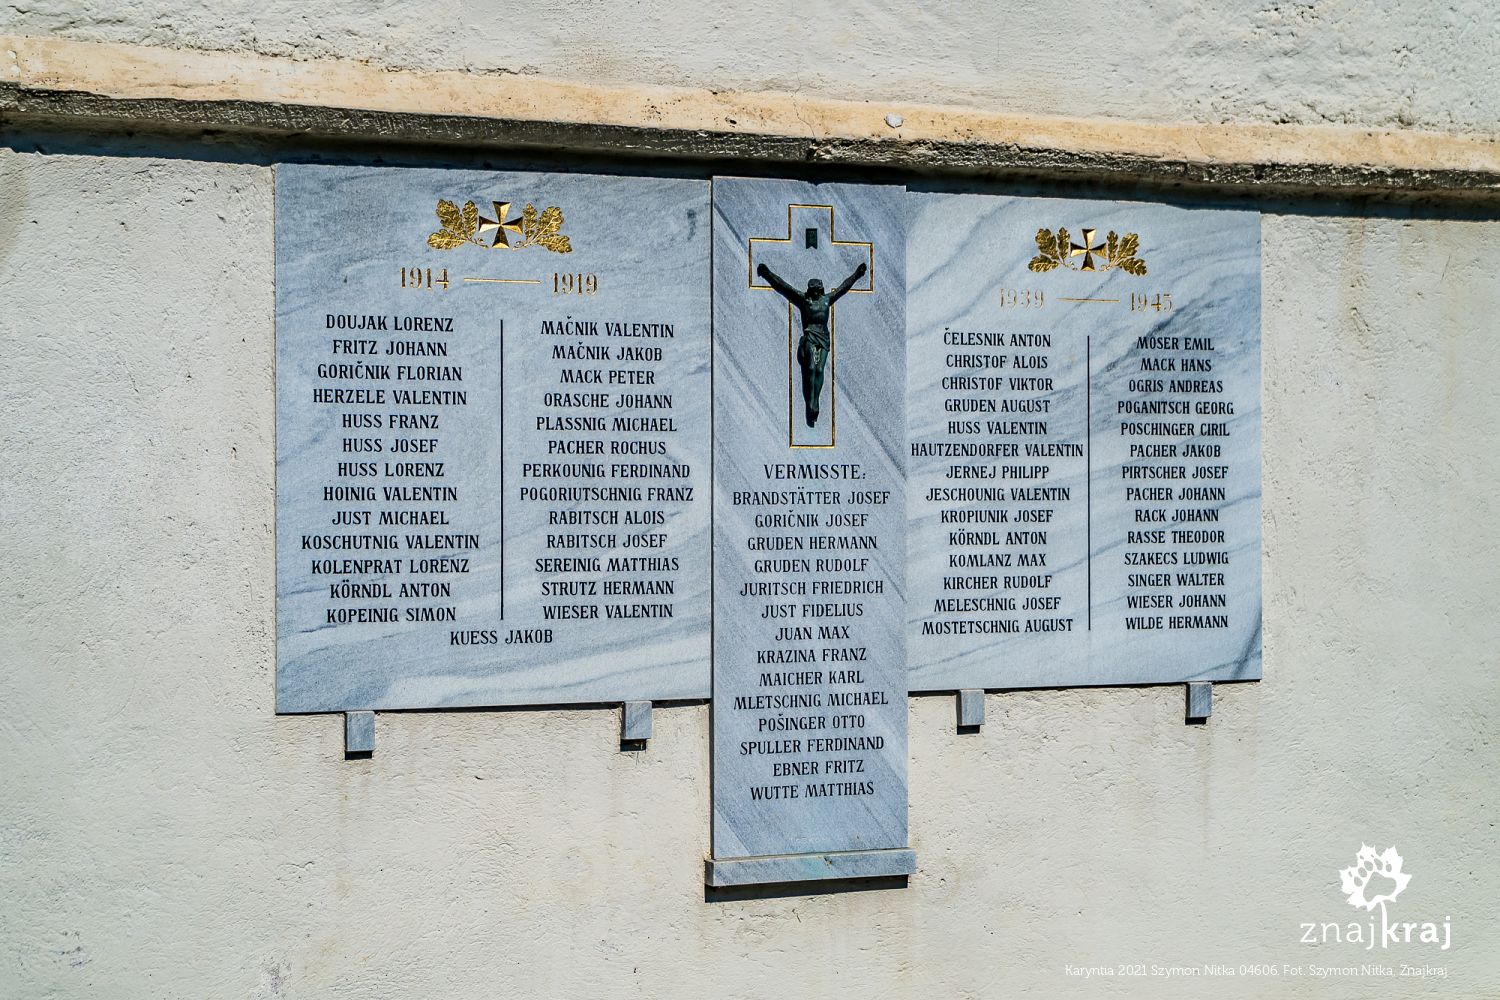 1914 — 1919
DOUJAK LORENZ
FRITZ JOHANN
GORIČNIK FLORIAN
HERZELE VALENTIN
HUSS FRANZ
HUSS JOSEF
HUSS LORENZ
HOINIG VALENTIN
JUST MICHAEL
KOSCHUTNIG VALENTIN
KOLENPRAT LORENZ
KÖRNDL ANTON
KOPEINIG SIMON
MAČNIK VALENTIN
MAČNIK JAKOB
MACK PETER
ORASCHE JOHANN
PLASSNIG MICHAEL
PACHER ROCHUS
PERKOUNIG FERDINAND
POGORIUTSCHNIG FRANZ
RABITSCH ALOIS
RABITSCH JOSEF
SEREINIG MATTHIAS
STRUTZ HERMANN
WIESER VALENTIN
KUESS JAKOB
VERMISSTE:
BRANDSTÄTTER JOSEF
GORIČNIK JOSEF
GRUDEN HERMANN
GRUDEN RUDOLF
JURITSCH FRIEDRICH
JUST FIDELIUS
JUAN MAX
KRAZINA FRANZ
MAICHER KARL
MLETSCHNIG MICHAEL
POŠINGER OTTO
SPULLER FERDINAND
EBNER FRITZ
WUTTE MATTHIAS
1939 — 1945
ČELESNIK ANTON
CHRISTOF ALOIS
CHRISTOF VIKTOR
GRUDEN AUGUST
HUSS VALENTIN
HAUTZENDORFER VALENTIN
JERNEJ PHILIPP
JESCHOUNIG VALENTIN
KROPIUNIK JOSEF
KÖRNDL ANTON
KOMLANZ MAX
KIRCHER RUDOLF
MELESCHNIG JOSEF
MOSTETSCHNIG AUGUST
MOSER EMIL
MACK HANS
OGRIS ANDREAS
POGANITSCH GEORG
POSCHINGER CIRIL
PACHER JAKOB
PIRTSCHER JOSEF
PACHER JOHANN
RACK JOHANN
RASSE THEODOR
SZAKECS LUDWIG
SINGER WALTER
WIESER JOHANN
WILDE HERMANN
znajkraj
Karyntia 2021 Szymon Nitka 04606. Fot. Szymon Nitka, Znajkraj